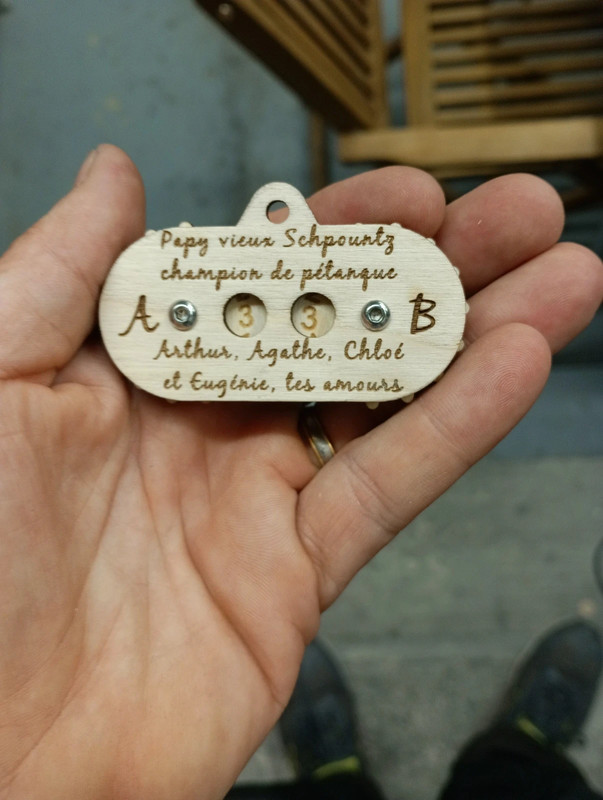 Papy vieux Schpountz
champion de pétanque
A 3 3 B
Arthur, Agathe, Chloé
et Eugénie, tes amours